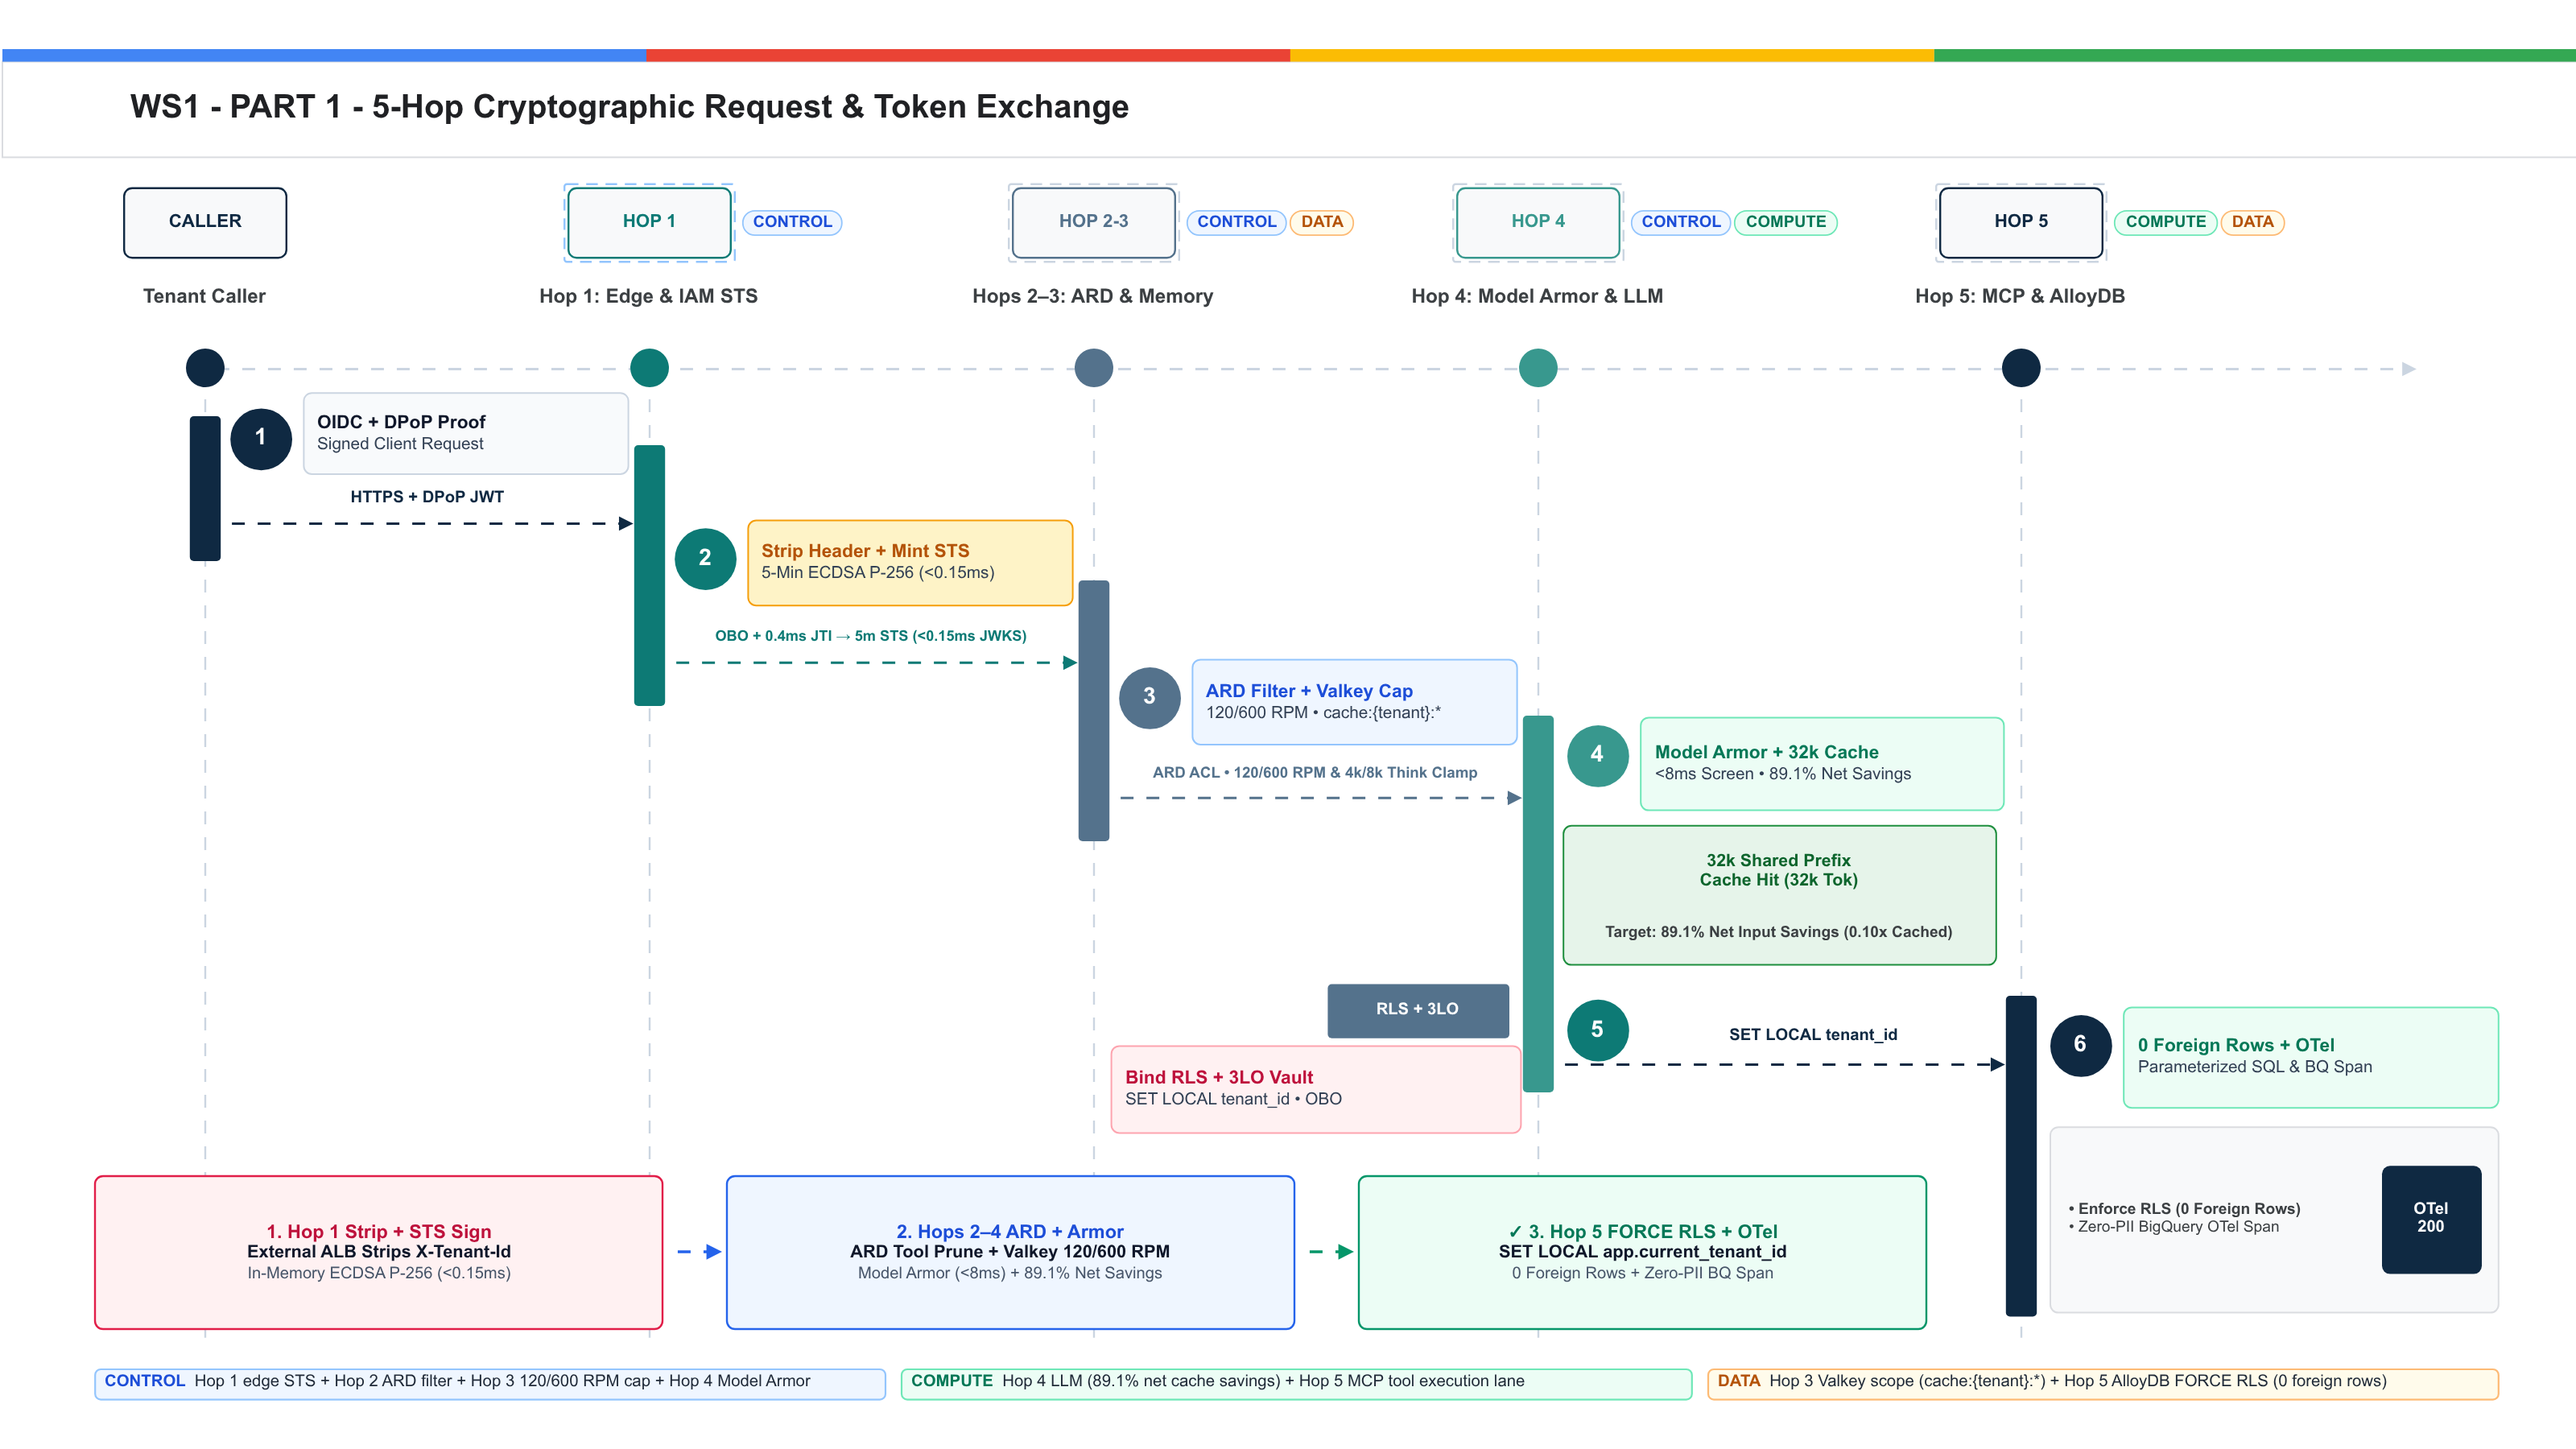 WS1 - PART 1 - 5-Hop Cryptographic Request & Token Exchange
CALLER
HOP 1
CONTROL
HOP 2-3
CONTROL
DATA
HOP 4
CONTROL
COMPUTE
HOP 5
COMPUTE
DATA
Tenant Caller
Hop 1: Edge & IAM STS
Hops 2–3: ARD & Memory
Hop 4: Model Armor & LLM
Hop 5: MCP & AlloyDB
1
OIDC + DPoP Proof
Signed Client Request
HTTPS + DPoP JWT
2
Strip Header + Mint STS
5-Min ECDSA P-256 (<0.15ms)
OBO + 0.4ms JTI → 5m STS (<0.15ms JWKS)
3
ARD Filter + Valkey Cap
120/600 RPM • cache:{tenant}:*
ARD ACL • 120/600 RPM & 4k/8k Think Clamp
4
Model Armor + 32k Cache
<8ms Screen • 89.1% Net Savings
32k Shared Prefix
Cache Hit (32k Tok)
Target: 89.1% Net Input Savings (0.10x Cached)
RLS + 3LO
Bind RLS + 3LO Vault
SET LOCAL tenant_id • OBO
5
SET LOCAL tenant_id
6
0 Foreign Rows + OTel
Parameterized SQL & BQ Span
• Enforce RLS (0 Foreign Rows)
• Zero-PII BigQuery OTel Span
OTel
200
1. Hop 1 Strip + STS Sign
External ALB Strips X-Tenant-Id
In-Memory ECDSA P-256 (<0.15ms)
2. Hops 2–4 ARD + Armor
ARD Tool Prune + Valkey 120/600 RPM
Model Armor (<8ms) + 89.1% Net Savings
✓ 3. Hop 5 FORCE RLS + OTel
SET LOCAL app.current_tenant_id
0 Foreign Rows + Zero-PII BQ Span
CONTROL Hop 1 edge STS + Hop 2 ARD filter + Hop 3 120/600 RPM cap + Hop 4 Model Armor
COMPUTE Hop 4 LLM (89.1% net cache savings) + Hop 5 MCP tool execution lane
DATA Hop 3 Valkey scope (cache:{tenant}:*) + Hop 5 AlloyDB FORCE RLS (0 foreign rows)